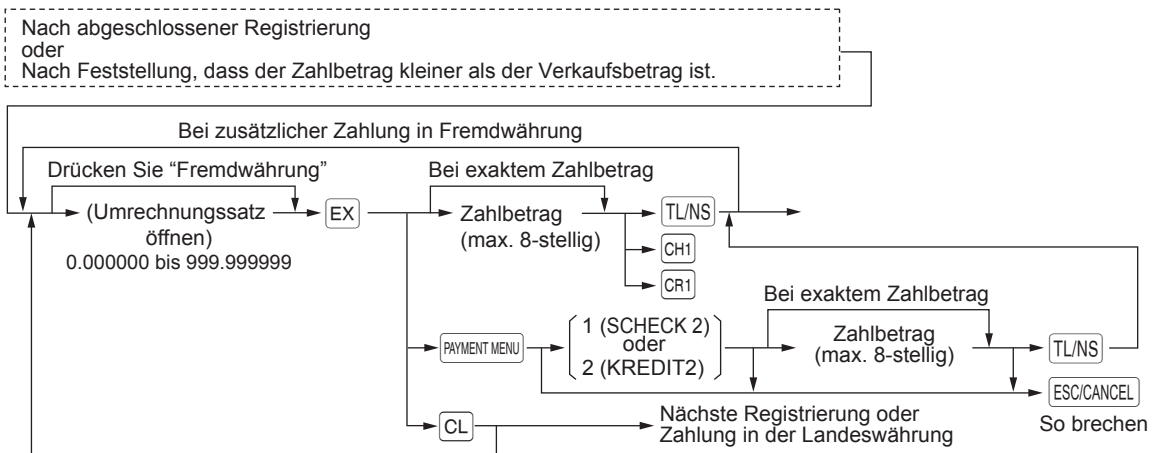 Nach abgeschlossener Registrierung
oder
Nach Feststellung, dass der Zahlbetrag kleiner als der Verkaufsbetrag ist.
Bei zusätzlicher Zahlung in Fremdwährung
Drücken Sie “Fremdwährung”
Bei exaktem Zahlbetrag
(Umrechnungssatz
öffnen)
0.000000 bis 999.999999
EX
Zahlbetrag
(max. 8-stellig)
TL/NS
CH1
CR1
Bei exaktem Zahlbetrag
PAYMENT MENU
1 (SCHECK 2)
oder
2 (KREDIT2)
Zahlbetrag
(max. 8-stellig)
TL/NS
ESC/CANCEL
So brechen
CL
Nächste Registrierung oder
Zahlung in der Landeswährung